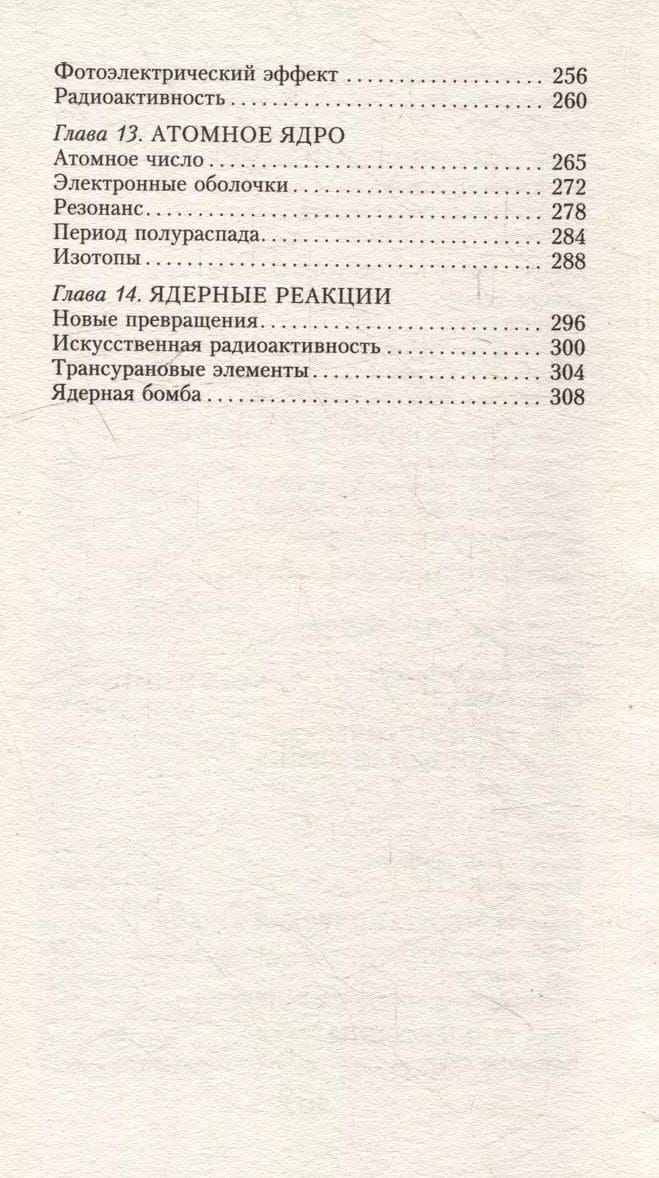 Фотоэлектрический эффект ........................ 256
Радиоактивность ........................ 260
Глава 13. АТОМНОЕ ЯДРО
Атомное число ........................ 265
Электронные оболочки ........................ 272
Резонанс ........................ 278
Период полураспада ........................ 284
Изотопы ........................ 288
Глава 14. ЯДЕРНЫЕ РЕАКЦИИ
Новые превращения ........................ 296
Искусственная радиоактивность ........................ 300
Трансурановые элементы ........................ 304
Ядерная бомба ........................ 308